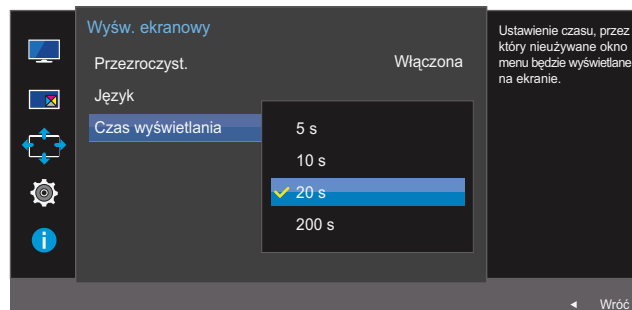 Wyśw. ekranowy
Przezroczyst. Włączona
Język
Czas wyświetlania
5 s
10 s
20 s
200 s
Ustawienie czasu, przez
który nieużywane okno
menu będzie wyświetlane
na ekranie.
Wróć